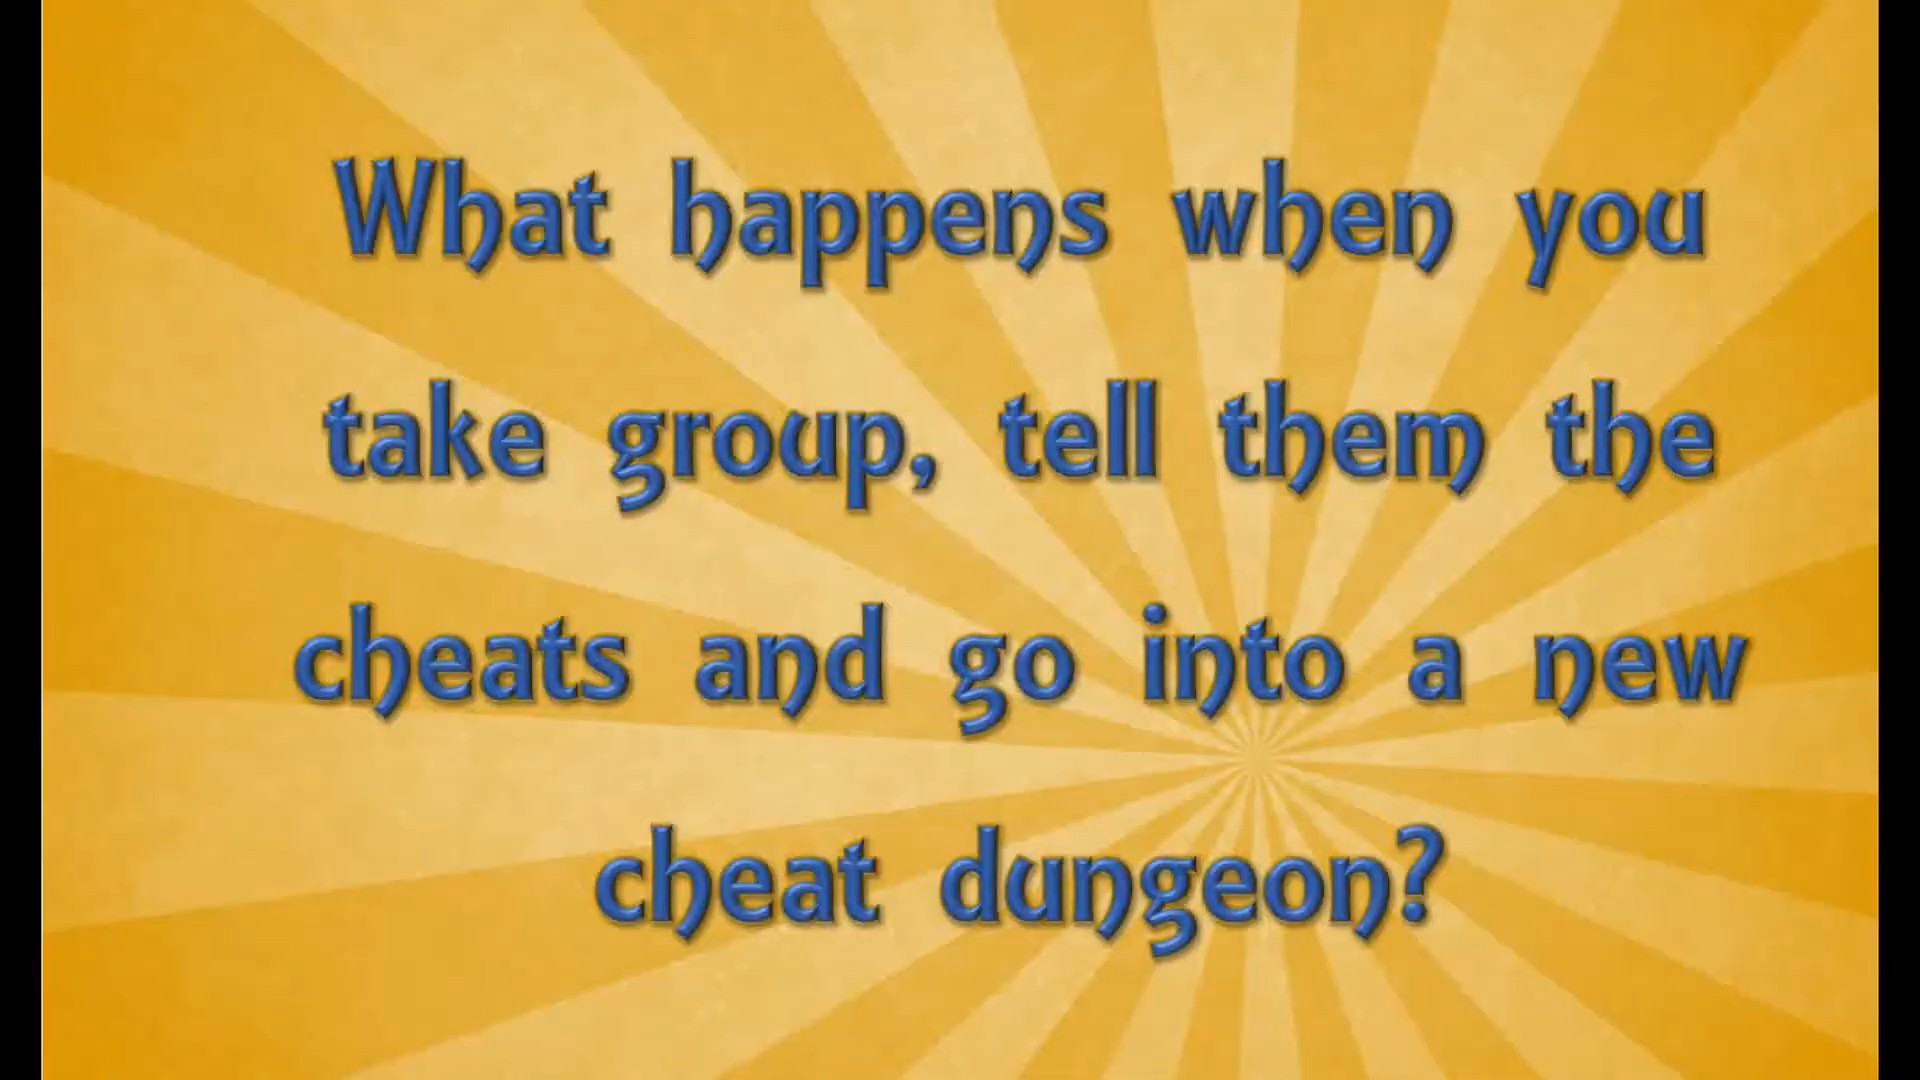 What happens when you
take group, tell them the
cheats and go into a new
cheat dungeon?